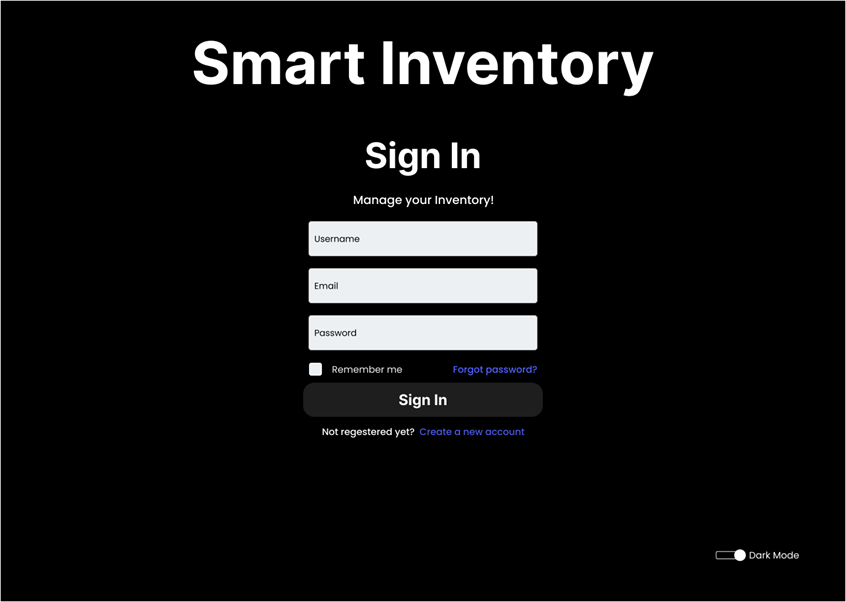 Smart Inventory
Sign In
Manage your Inventory!
Username
Email
Password
Remember me Forgot password?
Sign In
Not regestered yet? Create a new account
Dark Mode